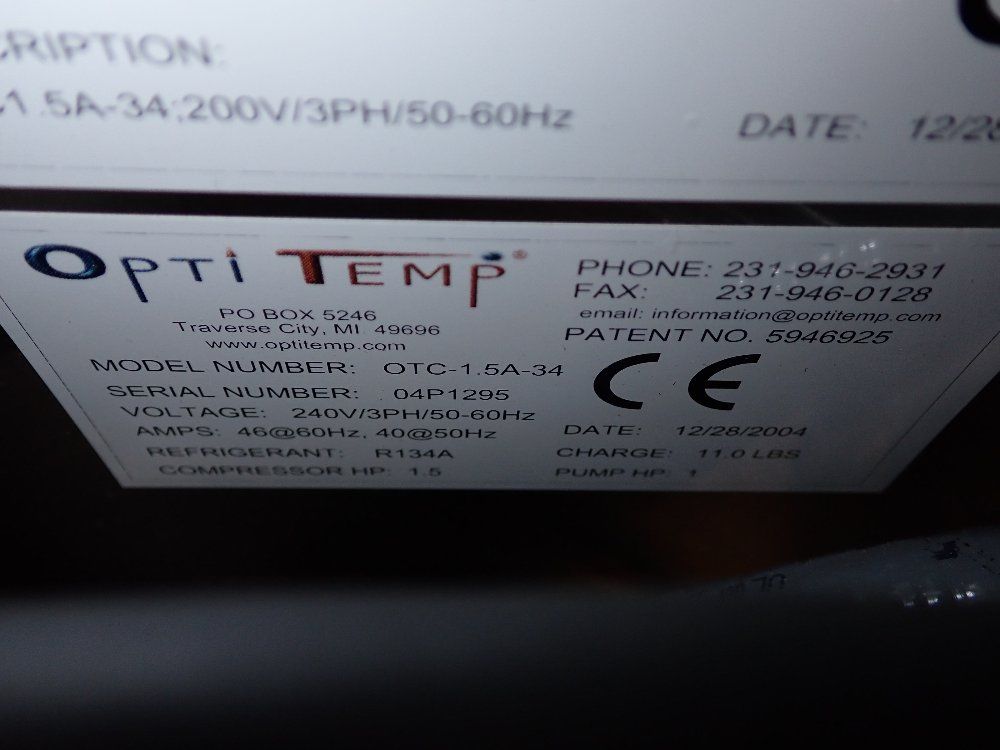 CRIPTION:
-1.5A-34;200V/3PH/50-60Hz
DATE: 12/28
OPTI TEMP®
PO BOX 5246
Traverse City, MI. 49696
www.optitemp.com
PHONE: 231-946-2931
FAX: 231-946-0128
email: information@optitemp.com
PATENT NO. 5946925
MODEL NUMBER: OTC-1.5A-34
SERIAL NUMBER: 04P1295
VOLTAGE: 240V/3PH/50-60Hz
AMPS: 46@60Hz, 40@50Hz
REFRIGERANT: R134A
COMPRESSOR HP: 1.5
CE
DATE: 12/28/2004
CHARGE: 11.0 LBS
PUMP HP: 1